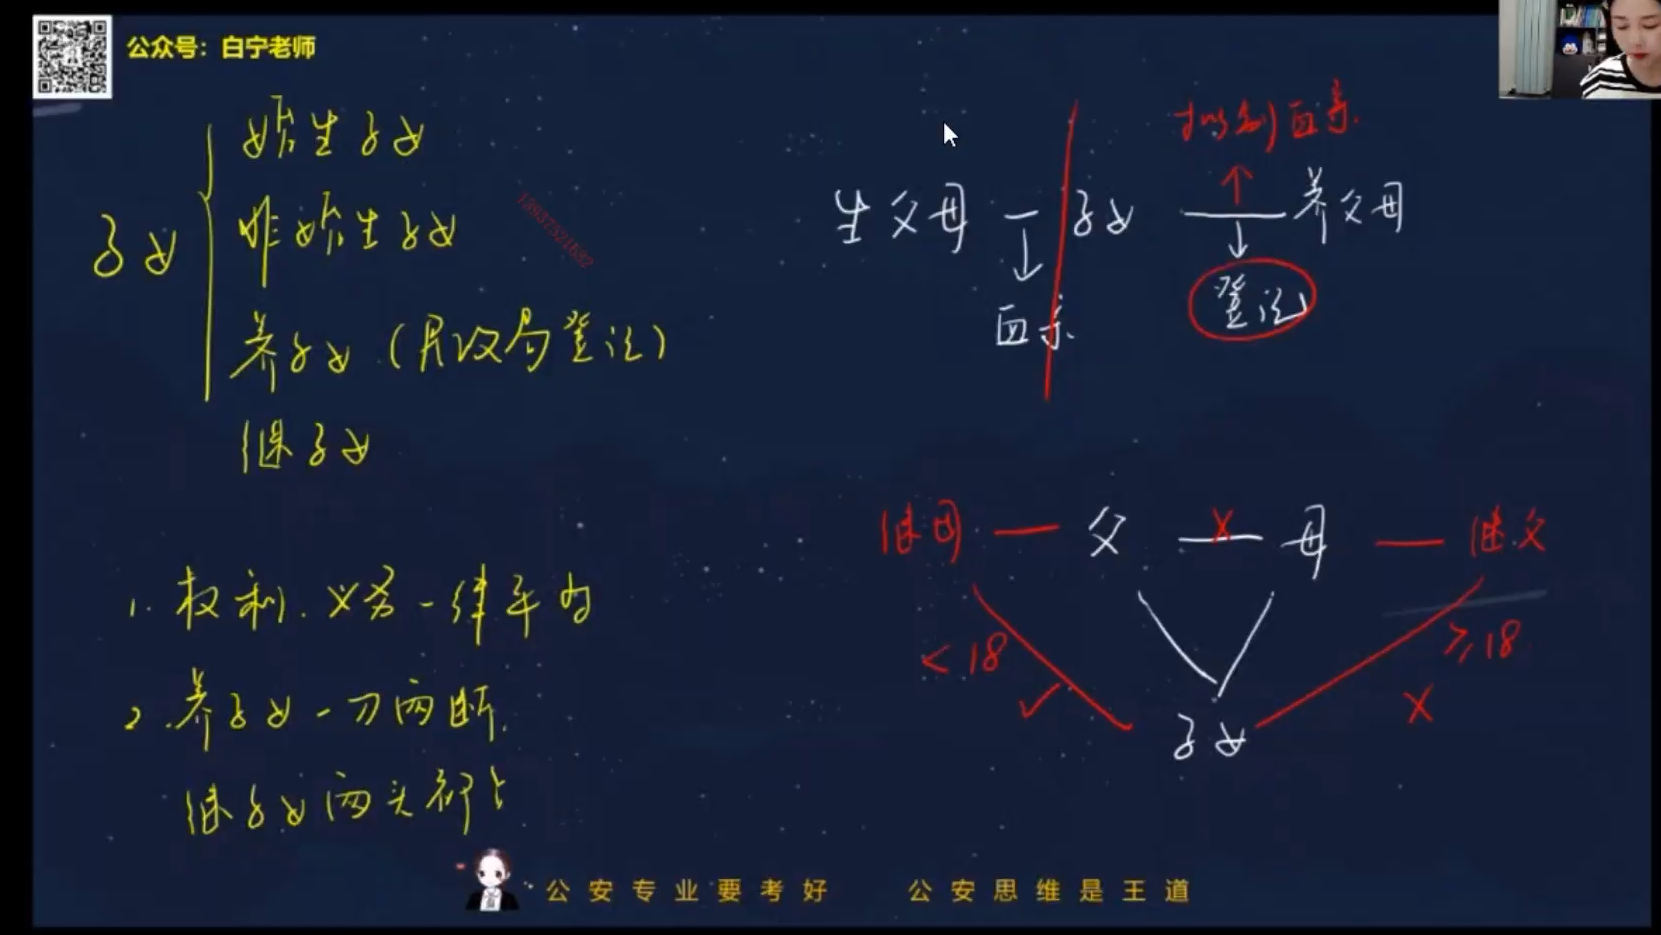 公众号：白宁老师
婚生子女
非婚生子女
子女
养子女（民政局登记）
继子女
1. 权利.义务一律平均
2. 养子女一刀两断.
继子女两头都占
13937521682
拟制血亲.
↑
生父母 — 子女 — 养父母
↓ ↓
血亲 登记
继母 — 父 — 母 — 继父
X
<18 ≥18
✓ X
子女
公安专业要考好 公安思维是王道